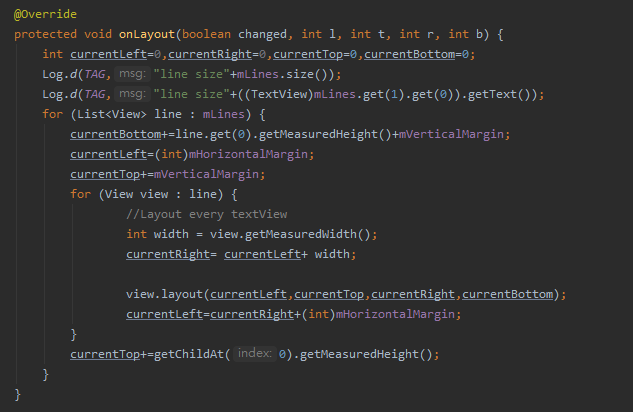 @Override
protected void onLayout(boolean changed, int l, int t, int r, int b) {
    int currentLeft=0,currentRight=0,currentTop=0,currentBottom=0;
    Log.d(TAG, msg: "line size"+mLines.size());
    Log.d(TAG, msg: "line size"+((TextView)mLines.get(1).get(0)).getText());
    for (List<View> line : mLines) {
        currentBottom+=line.get(0).getMeasuredHeight()+mVerticalMargin;
        currentLeft=(int)mHorizontalMargin;
        currentTop+=mVerticalMargin;
        for (View view : line) {
                //Layout every textView
                int width = view.getMeasuredWidth();
                currentRight= currentLeft+ width;

                view.layout(currentLeft,currentTop,currentRight,currentBottom);
                currentLeft=currentRight+(int)mHorizontalMargin;
        }
        currentTop+=getChildAt( index: 0).getMeasuredHeight();
    }
}